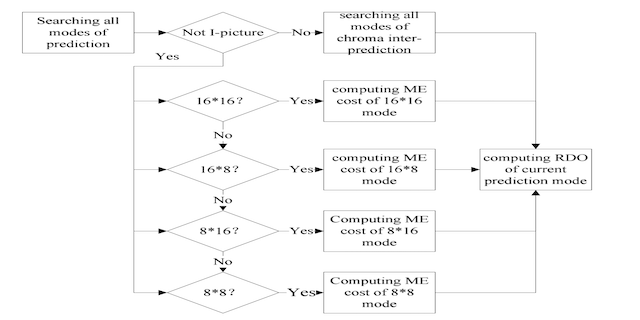 Searching all
modes of
prediction
Not I-picture
No
searching all
modes of
chroma inter-
prediction
Yes
16*16?
Yes
computing ME
cost of 16*16
mode
No
16*8?
Yes
computing ME
cost of 16*8
mode
computing RDO
of current
prediction mode
No
8*16?
Yes
Computing ME
cost of 8*16
mode
No
8*8?
Yes
Computing ME
cost of 8*8
mode